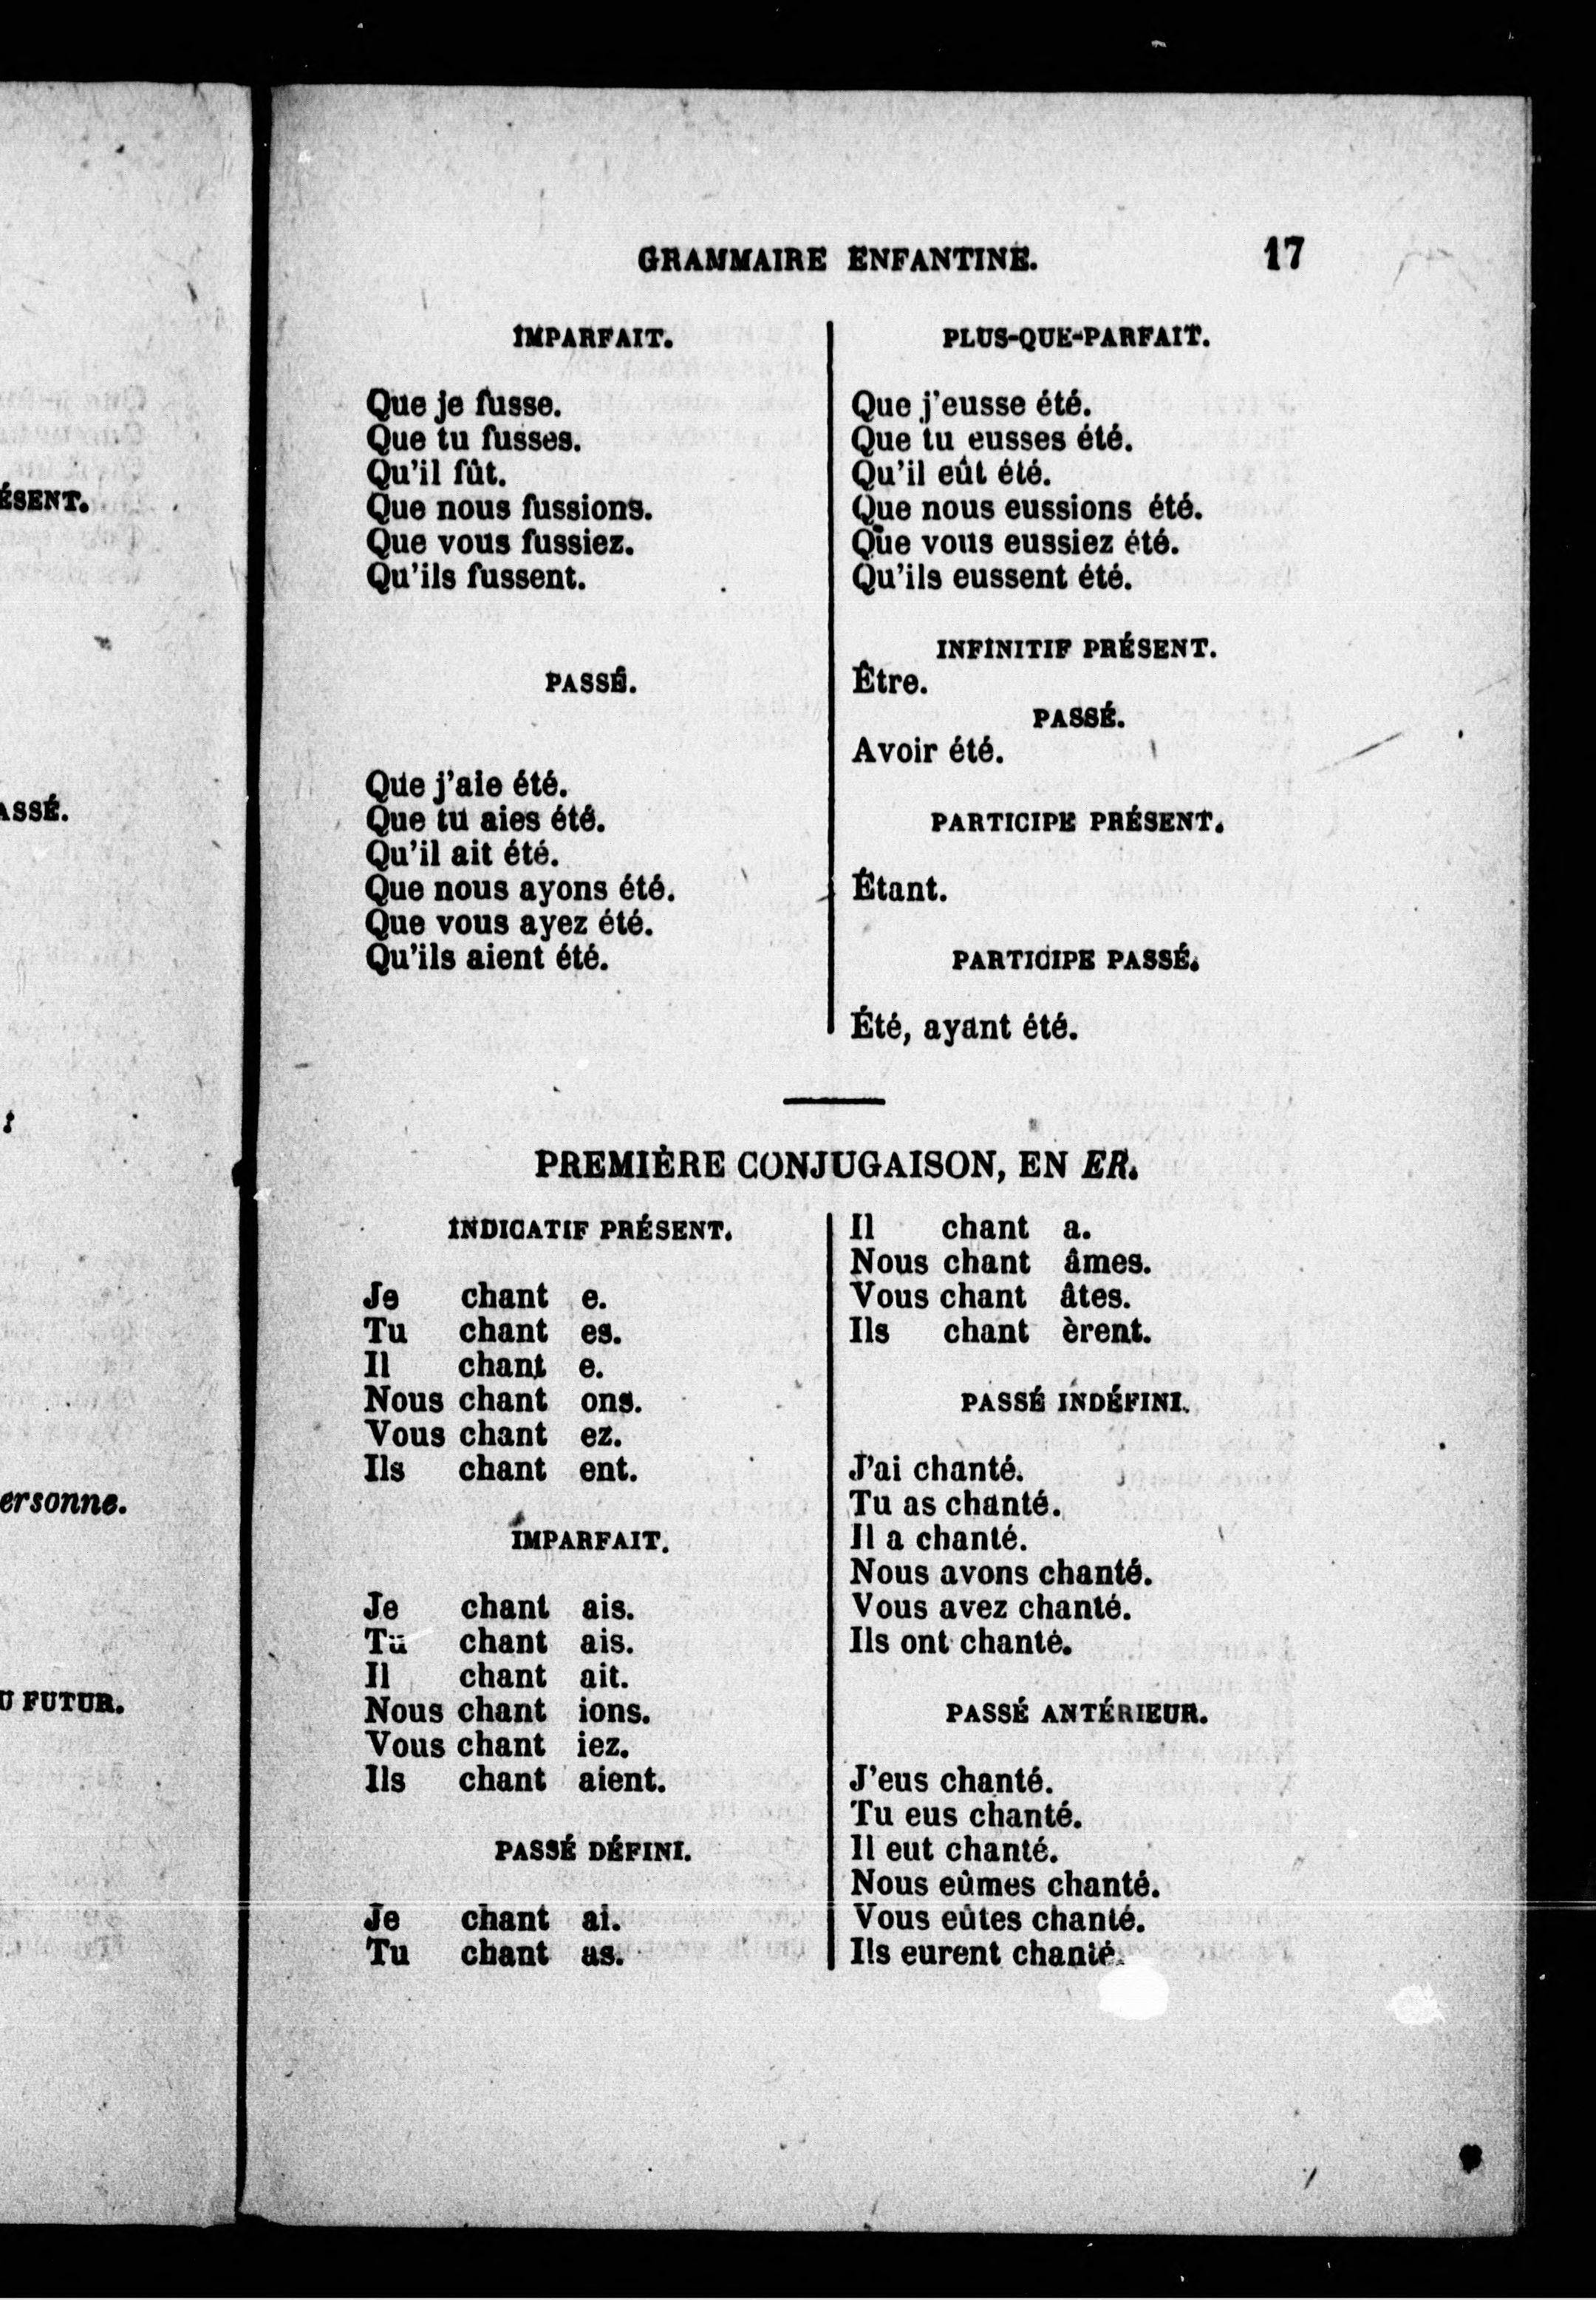 ÉSENT.
ASSÉ.
:
ersonne.
U FUTUR.
GRAMMAIRE ENFANTINE. 17
IMPARFAIT.
Que je fusse.
Que tu fusses.
Qu'il fût.
Que nous fussions.
Que vous fussiez.
Qu'ils fussent.
PASSÉ.
Que j'aie été.
Que tu aies été.
Qu'il ait été.
Que nous ayons été.
Que vous ayez été.
Qu'ils aient été.
PLUS-QUE-PARFAIT.
Que j'eusse été.
Que tu eusses été.
Qu'il eût été.
Que nous eussions été.
Que vous eussiez été.
Qu'ils eussent été.
INFINITIF PRÉSENT.
Être.
PASSÉ.
Avoir été.
PARTICIPE PRÉSENT.
Étant.
PARTICIPE PASSÉ.
Été, ayant été.
PREMIÈRE CONJUGAISON, EN ER.
INDICATIF PRÉSENT.
Je chant e.
Tu chant es.
Il chant e.
Nous chant ons.
Vous chant ez.
Ils chant ent.
IMPARFAIT.
Je chant ais.
Tu chant ais.
Il chant ait.
Nous chant ions.
Vous chant iez.
Ils chant aient.
PASSÉ DÉFINI.
Je chant ai.
Tu chant as.
Il chant a.
Nous chant âmes.
Vous chant âtes.
Ils chant èrent.
PASSÉ INDÉFINI.
J'ai chanté.
Tu as chanté.
Il a chanté.
Nous avons chanté.
Vous avez chanté.
Ils ont chanté.
PASSÉ ANTÉRIEUR.
J'eus chanté.
Tu eus chanté.
Il eut chanté.
Nous eûmes chanté.
Vous eûtes chanté.
Ils eurent chanté.